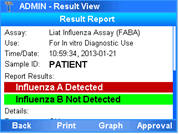 ADMIN - Result View
Result Report
Assay: Liat Influenza Assay (FABA)
Use: For In vitro Diagnostic Use
Time/Date: 10:59:34, 2013-01-21
Sample ID: PATIENT
Report Results:
Influenza A Detected
Influenza B Not Detected
Details:
Back Print Graph Approval